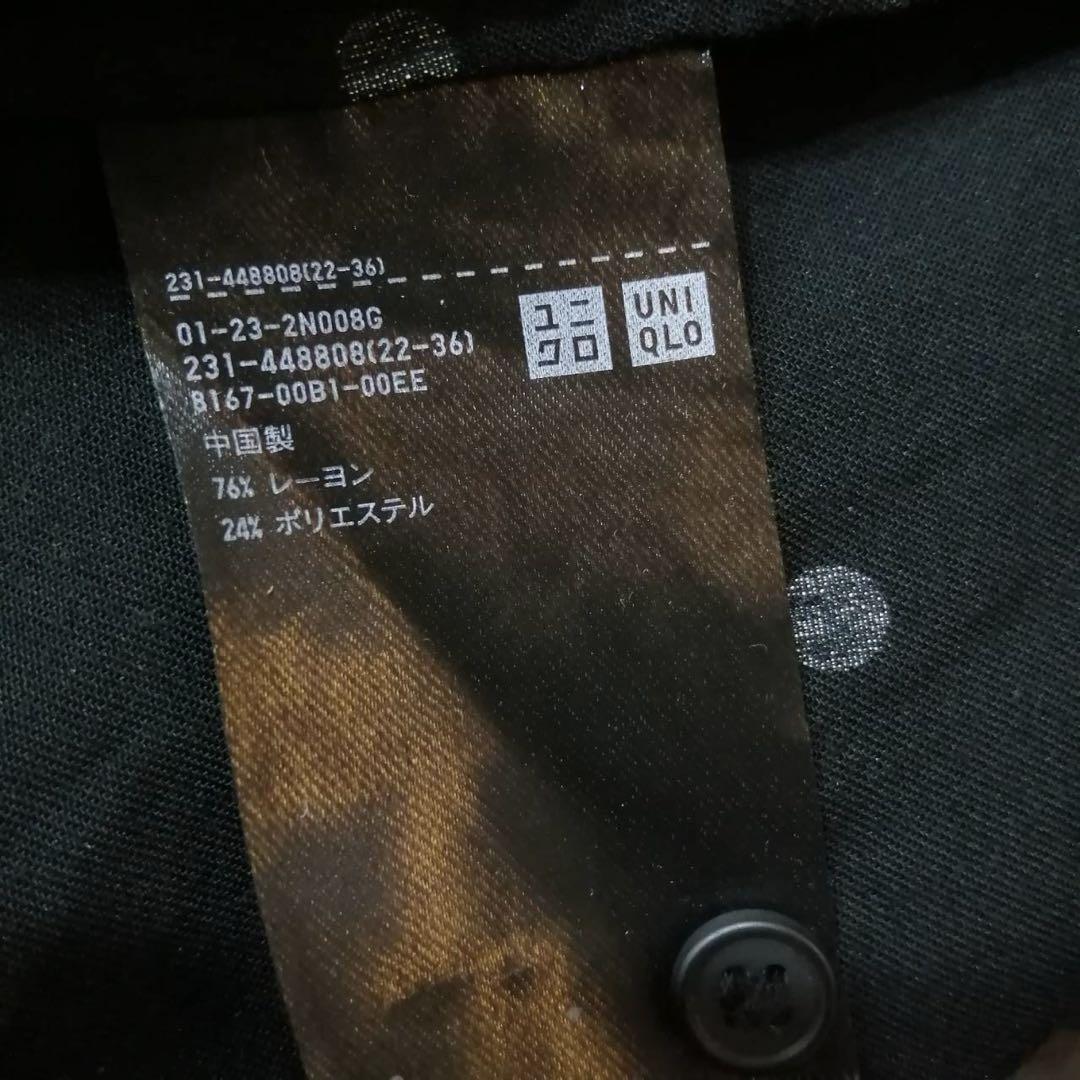 231-448808(22-36)
01-23-2N008G
231-448808(22-36)
B167-00B1-00EE
中国製
76% レーヨン
24% ポリエステル
ユニ
クロ
UNI
QLO